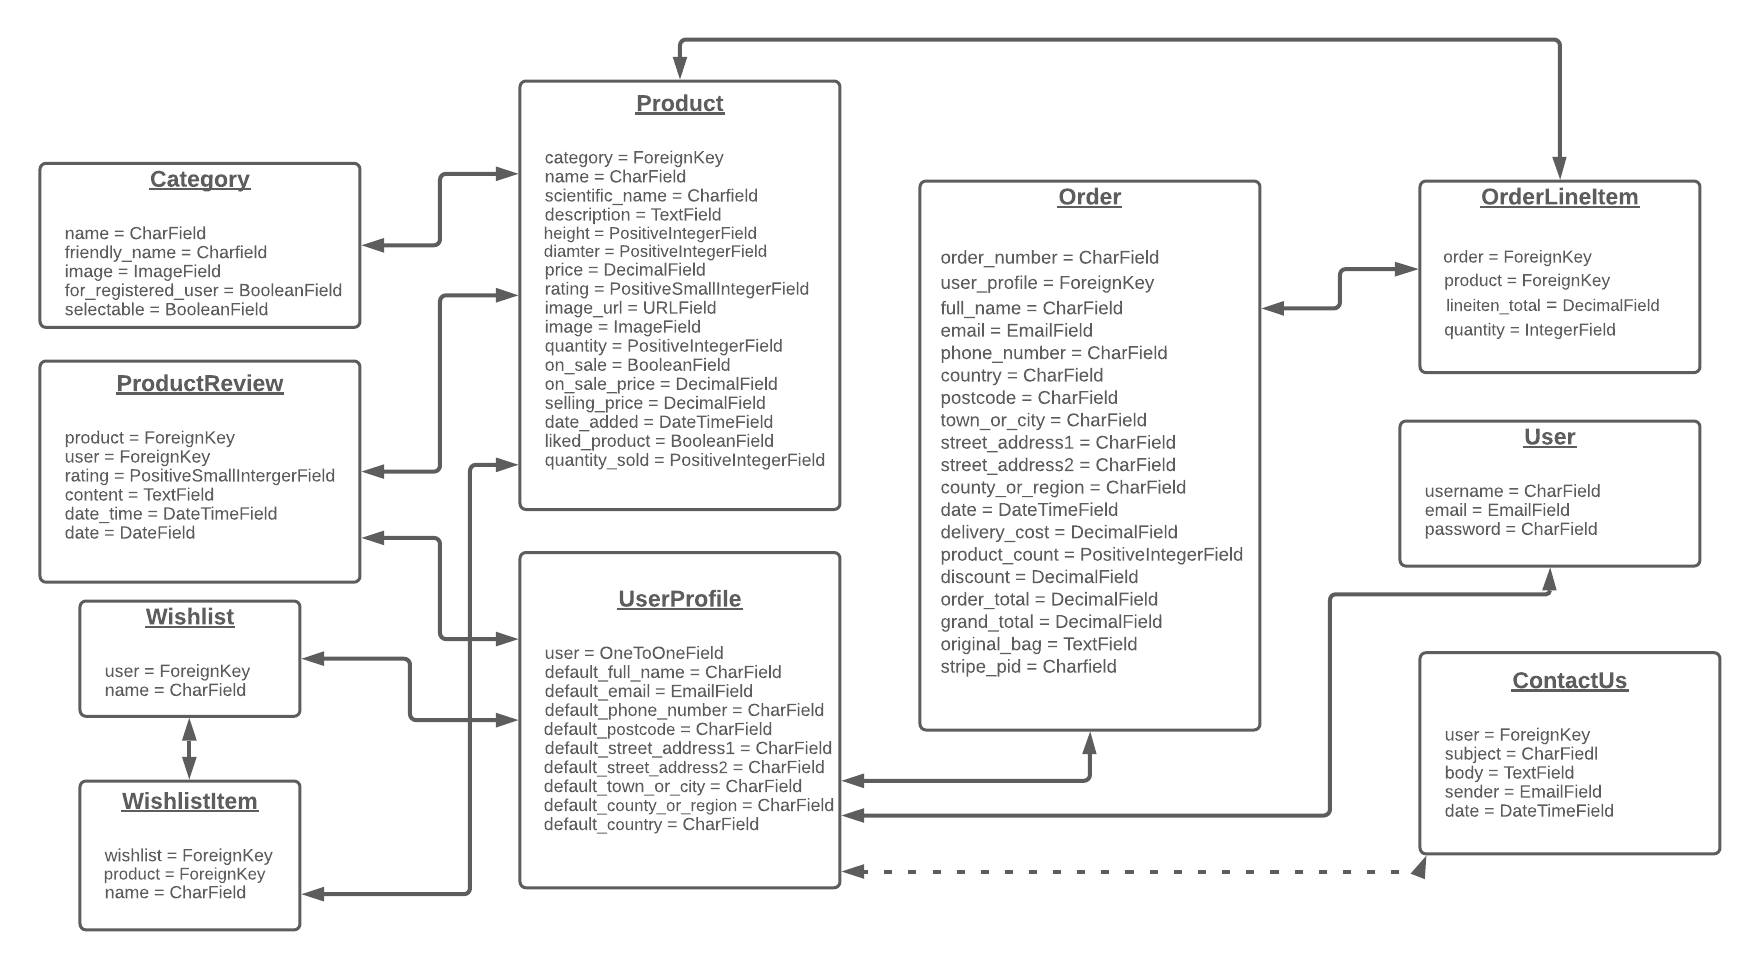 Product
category = ForeignKey
name = CharField
scientific_name = Charfield
description = TextField
height = PositiveIntegerField
diamter = PositiveIntegerField
price = DecimalField
rating = PositiveSmallIntegerField
image_url = URLField
image = ImageField
quantity = PositiveIntegerField
on_sale = BooleanField
on_sale_price = DecimalField
selling_price = DecimalField
date_added = DateTimeField
liked_product = BooleanField
quantity_sold = PositiveIntegerField
Category
name = CharField
friendly_name = Charfield
image = ImageField
for_registered_user = BooleanField
selectable = BooleanField
ProductReview
product = ForeignKey
user = ForeignKey
rating = PositiveSmallIntergerField
content = TextField
date_time = DateTimeField
date = DateField
Wishlist
user = ForeignKey
name = CharField
WishlistItem
wishlist = ForeignKey
product = ForeignKey
name = CharField
UserProfile
user = OneToOneField
default_full_name = CharField
default_email = EmailField
default_phone_number = CharField
default_postcode = CharField
default_street_address1 = CharField
default_street_address2 = CharField
default_town_or_city = CharField
default_county_or_region = CharField
default_country = CharField
Order
order_number = CharField
user_profile = ForeignKey
full_name = CharField
email = EmailField
phone_number = CharField
country = CharField
postcode = CharField
town_or_city = CharField
street_address1 = CharField
street_address2 = CharField
county_or_region = CharField
date = DateTimeField
delivery_cost = DecimalField
product_count = PositiveIntegerField
discount = DecimalField
order_total = DecimalField
grand_total = DecimalField
original_bag = TextField
stripe_pid = Charfield
OrderLineItem
order = ForeignKey
product = ForeignKey
lineiten_total = DecimalField
quantity = IntegerField
User
username = CharField
email = EmailField
password = CharField
ContactUs
user = ForeignKey
subject = CharFiedl
body = TextField
sender = EmailField
date = DateTimeField